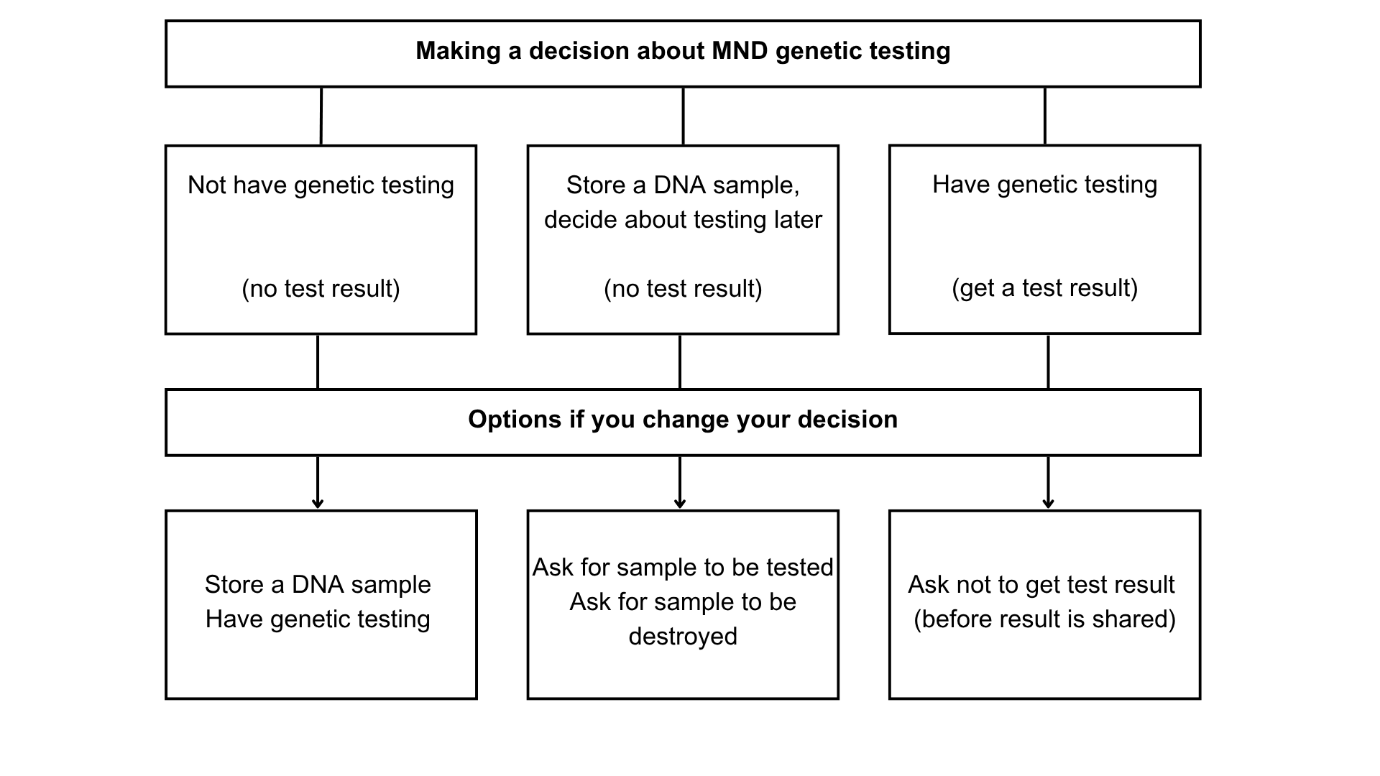 Making a decision about MND genetic testing
Not have genetic testing
(no test result)
Store a DNA sample,
decide about testing later
(no test result)
Have genetic testing
(get a test result)
Options if you change your decision
Store a DNA sample
Have genetic testing
Ask for sample to be tested
Ask for sample to be
destroyed
Ask not to get test result
(before result is shared)